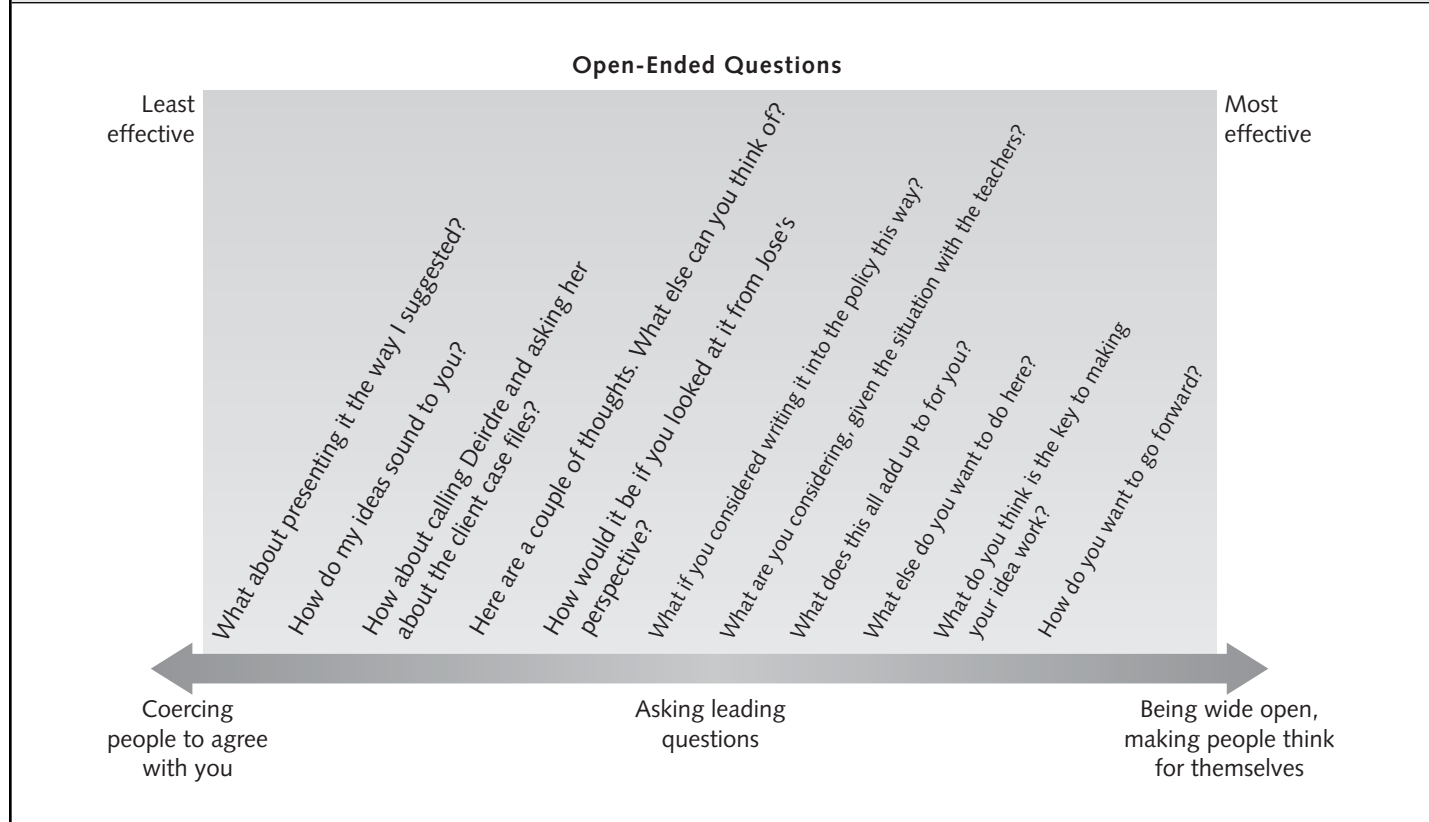 Open-Ended Questions
Least
effective
Most
effective
What about presenting it the way I suggested?
How do my ideas sound to you?
How about calling Deirdre and asking her
about the client case files?
Here are a couple of thoughts. What else can you think of?
How would it be if you looked at it from Jose's
perspective?
What if you considered writing it into the policy this way?
What are you considering, given the situation with the teachers?
What does this all add up to for you?
What else do you want to do here?
What do you think is the key to making
your idea work?
How do you want to go forward?
Coercing
people to agree
with you
Asking leading
questions
Being wide open,
making people think
for themselves